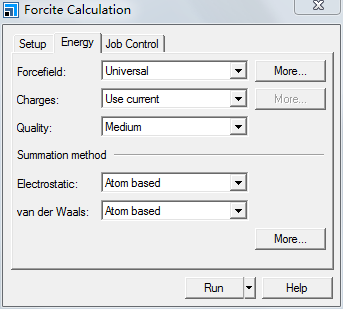 Forcite Calculation
Setup Energy Job Control
Forcefield: Universal More...
Charges: Use current More...
Quality: Medium
Summation method
Electrostatic: Atom based
van der Waals: Atom based
More...
Run Help